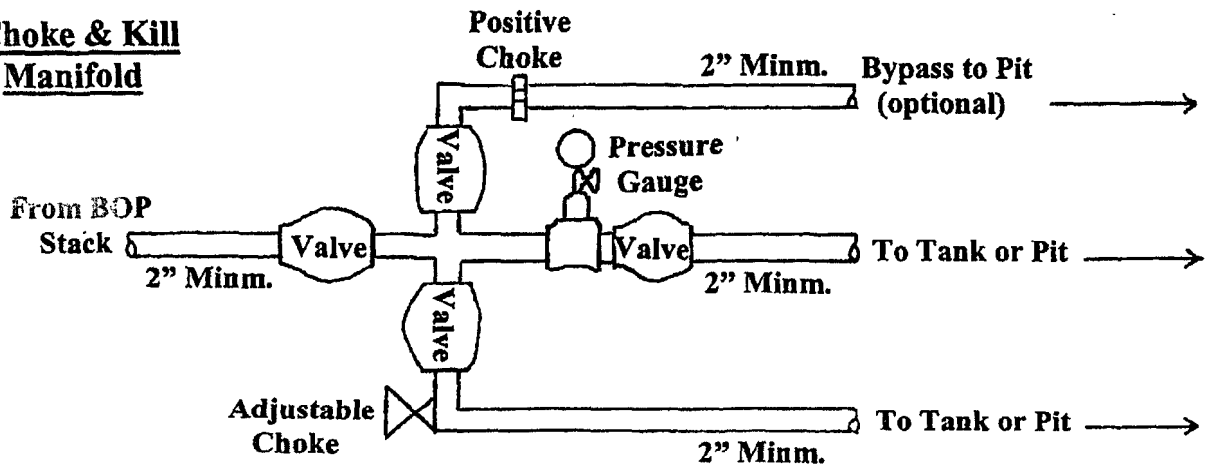 hoke & Kill
Manifold
Positive
Choke
2” Minm.
Bypass to Pit
(optional)
Valve
Pressure
Gauge
From BOP
Stack
Valve
2” Minm.
Valve
2” Minm.
To Tank or Pit
Valve
Adjustable
Choke
2” Minm.
To Tank or Pit